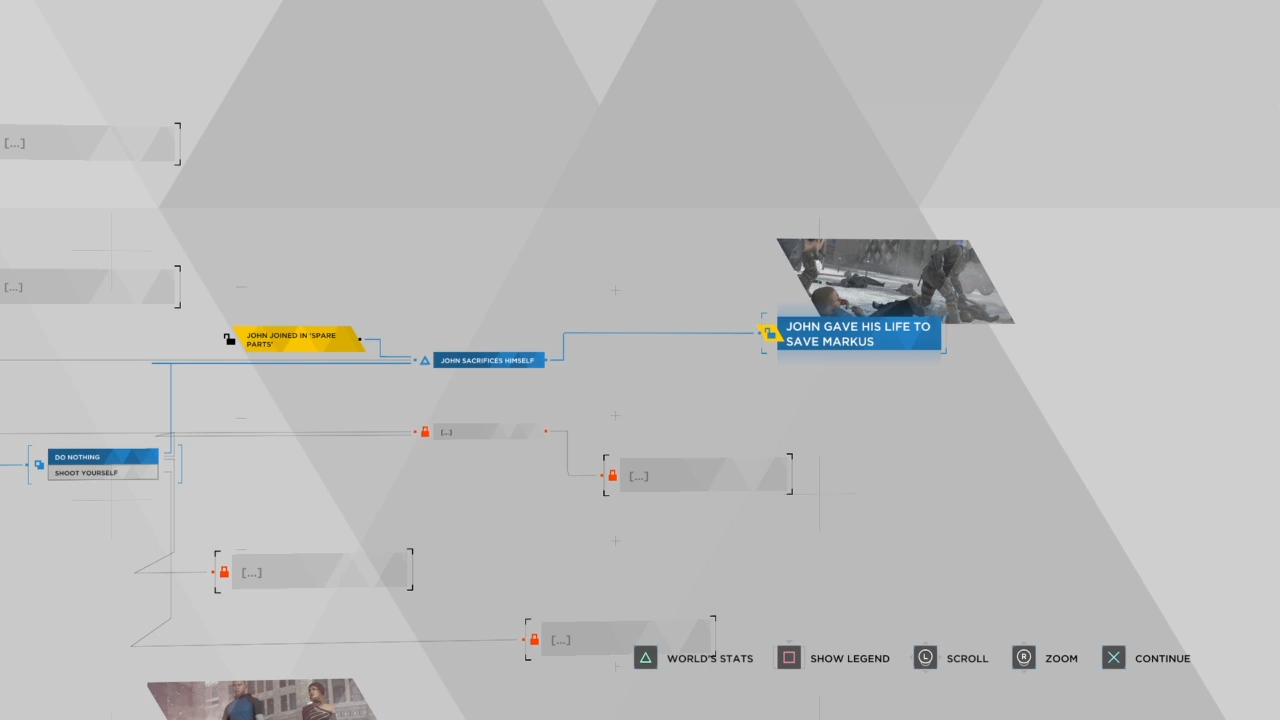 [...]
[...]
JOHN JOINED IN 'SPARE
PARTS'
JOHN SACRIFICES HIMSELF
JOHN GAVE HIS LIFE TO
SAVE MARKUS
[...]
DO NOTHING
SHOOT YOURSELF
[...]
[...]
[...]
WORLD'S STATS
SHOW LEGEND
L
SCROLL
R
ZOOM
CONTINUE